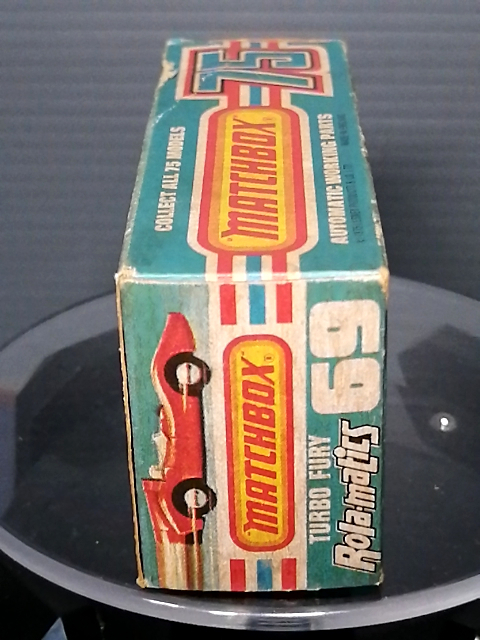 75
COLLECT ALL 75 MODELS
MATCHBOX
AUTOMATIC WORKING PARTS
MATCHBOX
TURBO FURY
69
Rola-matics